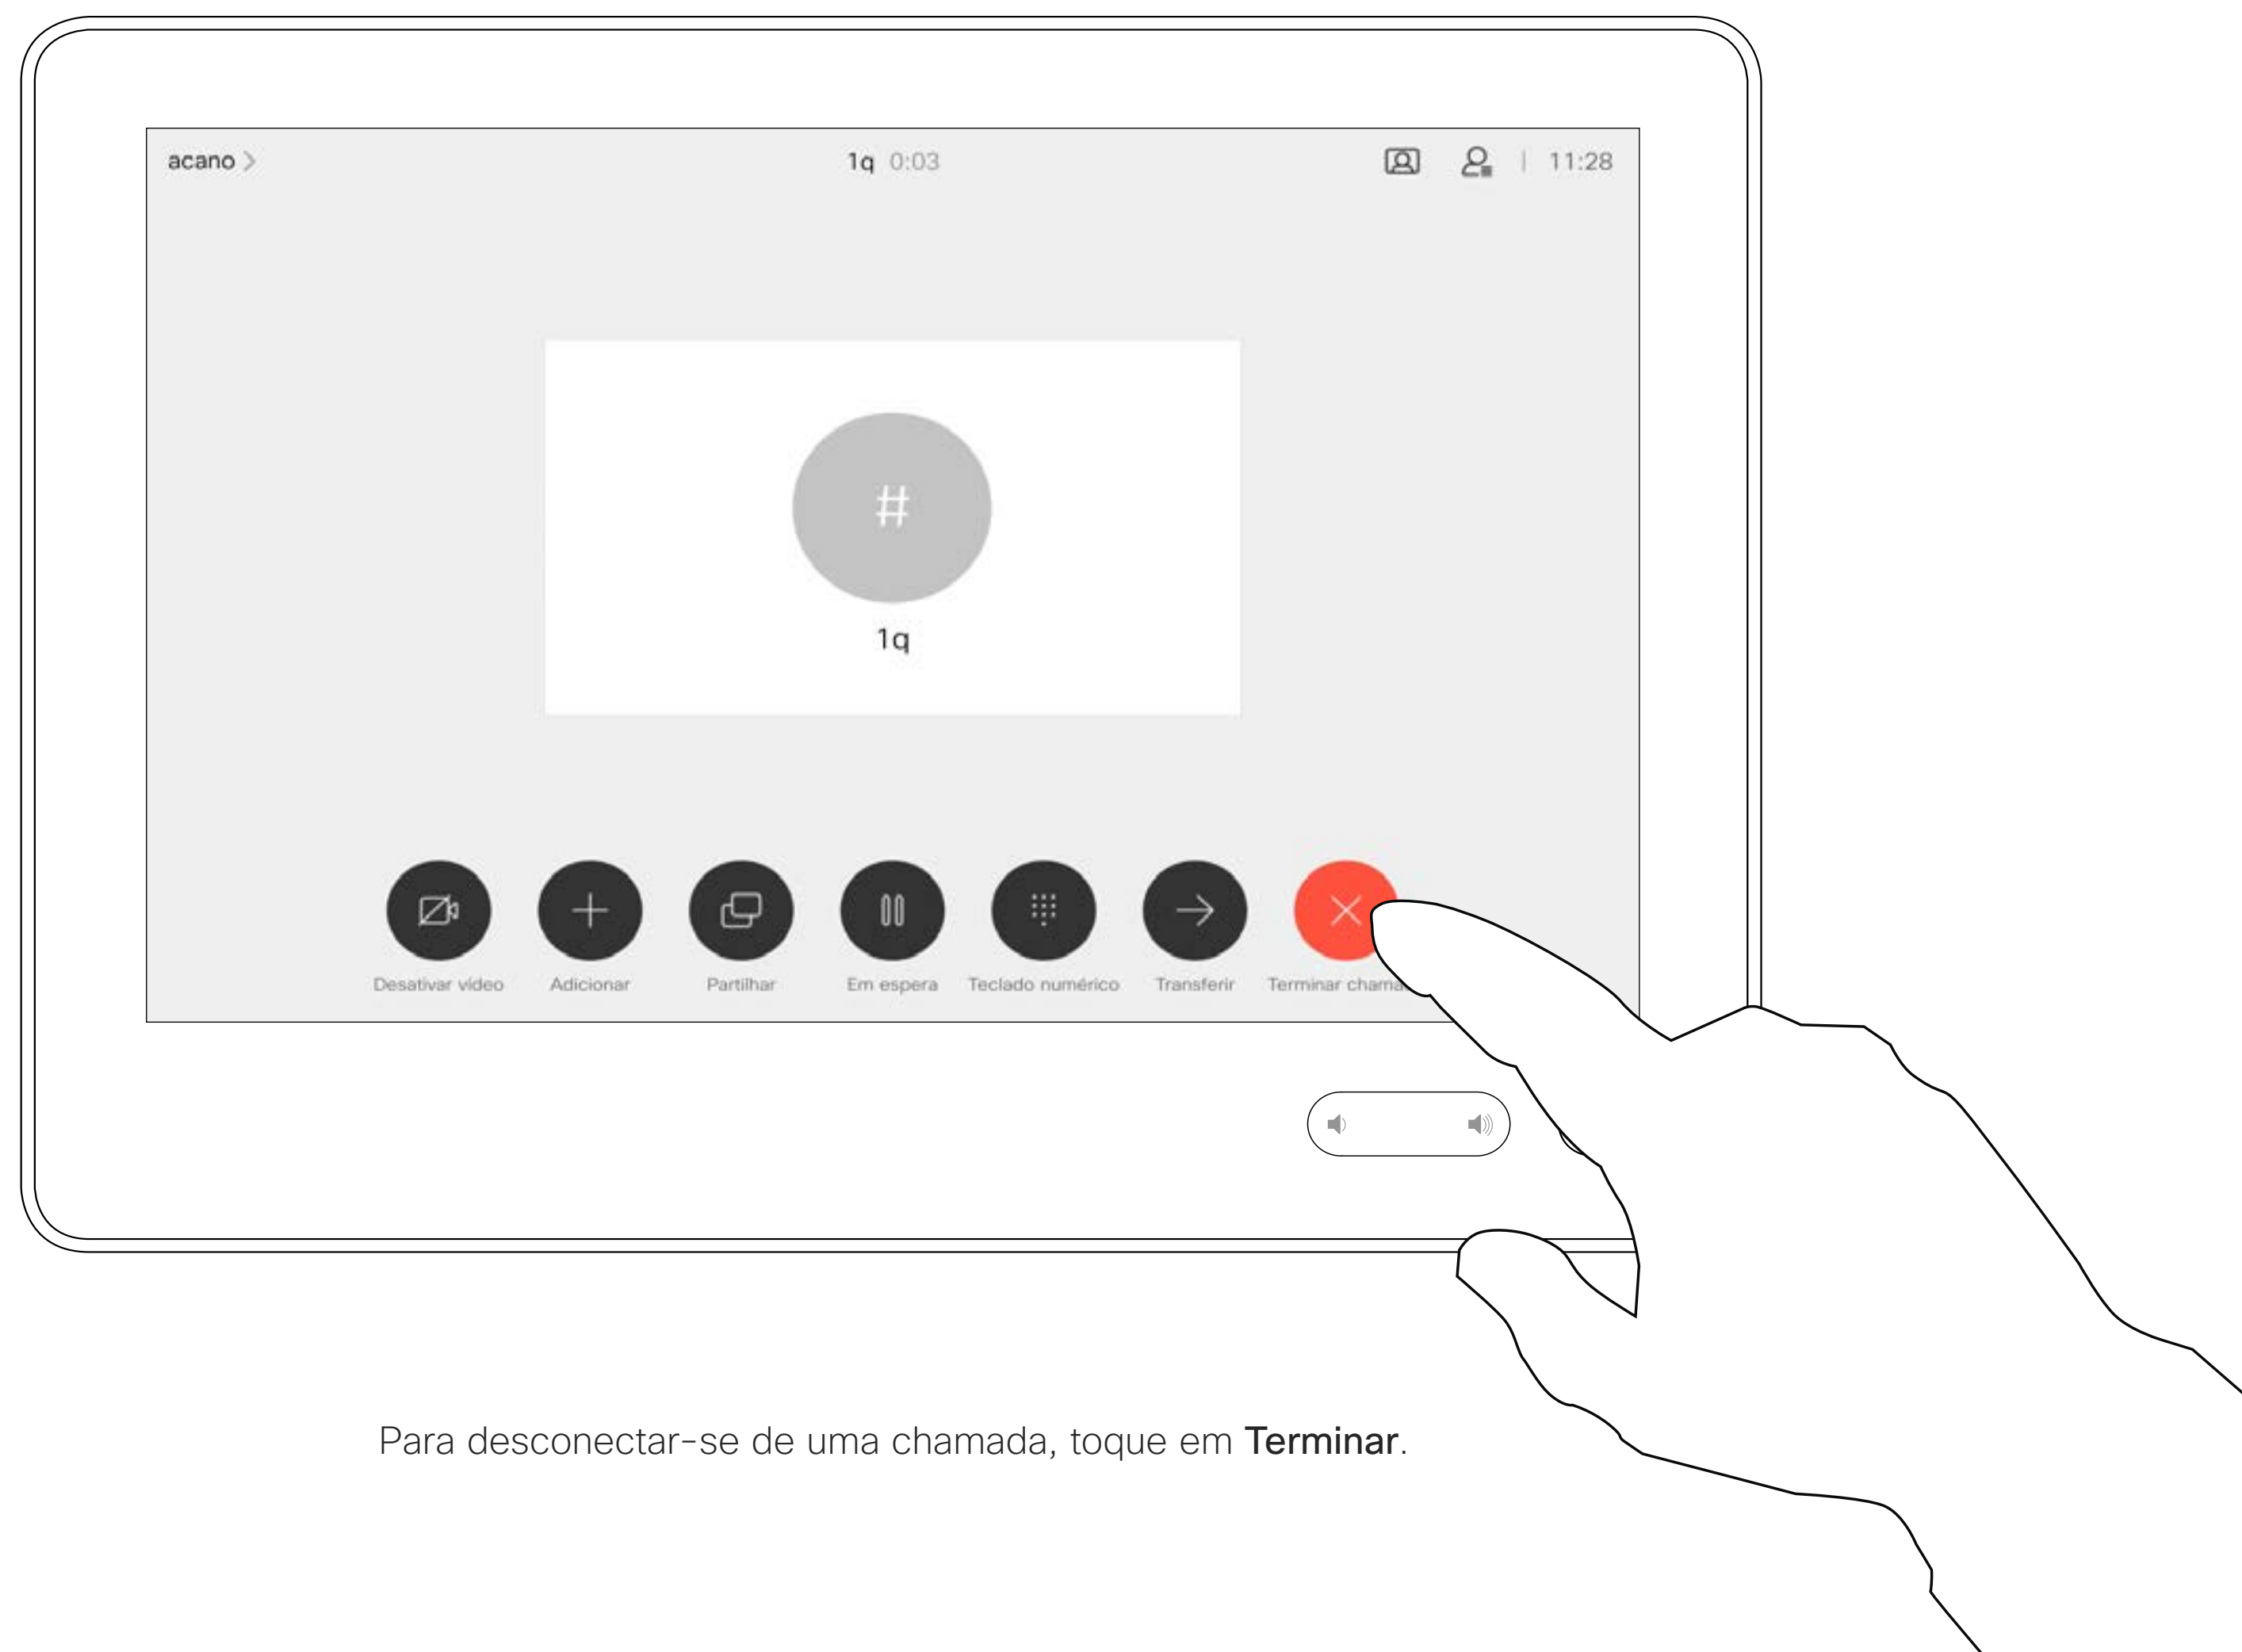 acano
1q 0:03
11:28
#
1q
Desativar vídeo
Adicionar
Partilhar
Em espera
Teclado numérico
Transferir
Terminar
Para desconectar-se de uma chamada, toque em Terminar.